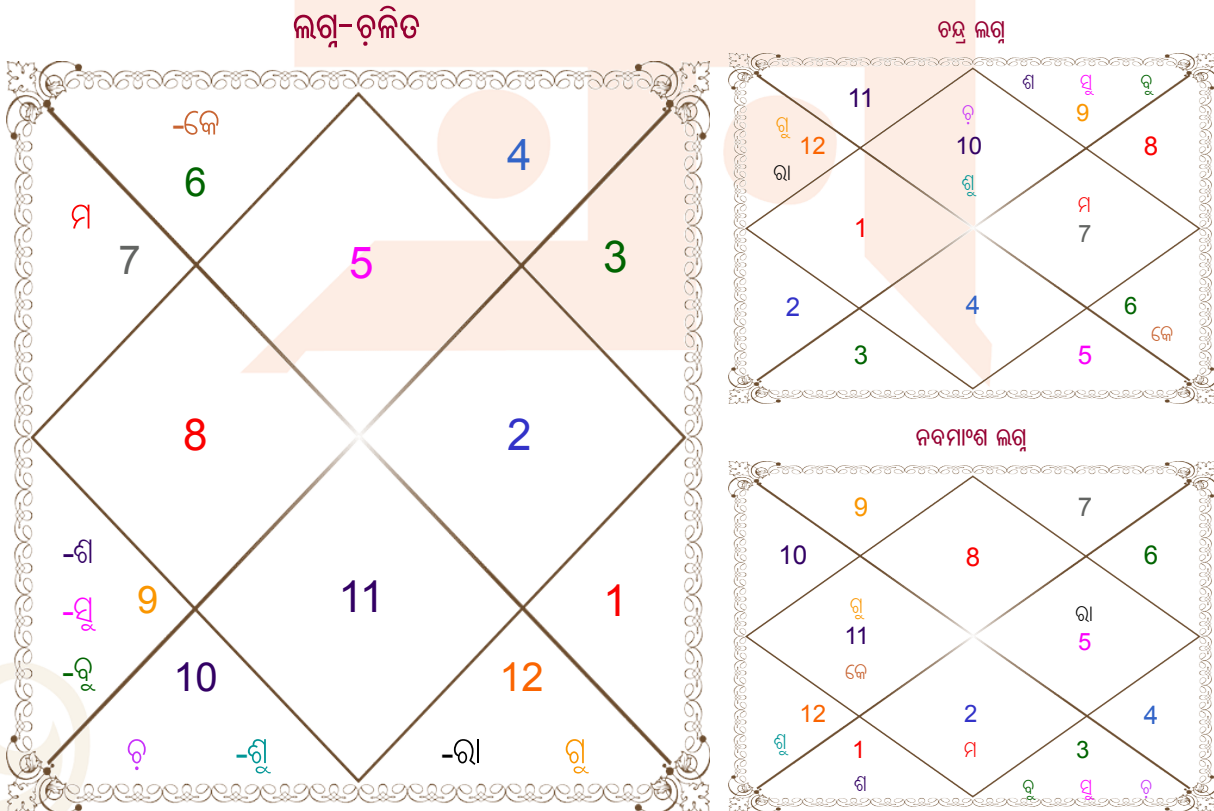 ଲଗ୍ନ-ଚଳିତ
-କେ
6
4
ମ
7
5
3
8
2
-ଶ
-ସୁ
9
11
1
-ବୁ
10
12
ଚ଼
-ଶୁ
-ରା
ଗୁ
ଚନ୍ଦ୍ର ଲଗ୍ନ
11
ଶ ସୁ ବୁ
ଗୁ
12
ଚ଼
9
10
8
ରା
ଶୁ
1
ମ
7
2
4
6
3
5
କେ
ନବମାଂଶ ଲଗ୍ନ
9
7
10
8
6
ଗୁ
ରା
11
5
କେ
12
2
4
ଶୁ
1
ମ
3
ଶ
ବୁ ସୁ ଚ଼